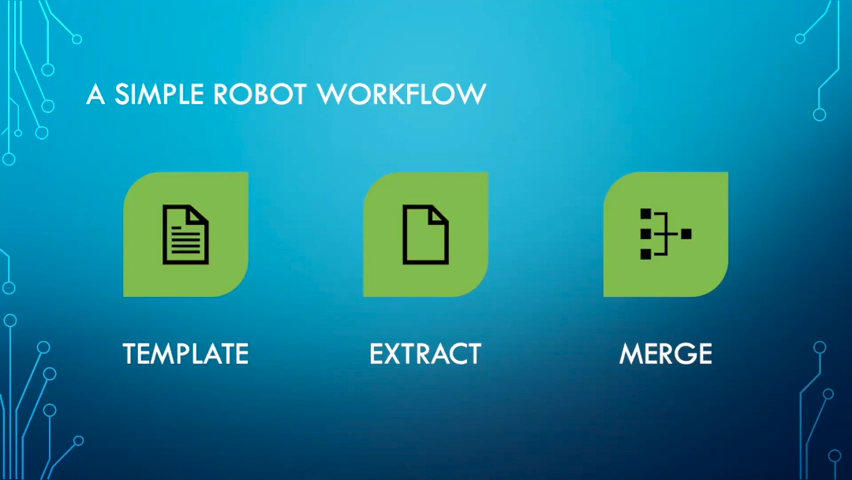 A SIMPLE ROBOT WORKFLOW
TEMPLATE
EXTRACT
MERGE